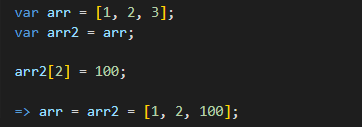 var arr = [1, 2, 3];
var arr2 = arr;
arr2[2] = 100;
=> arr = arr2 = [1, 2, 100];